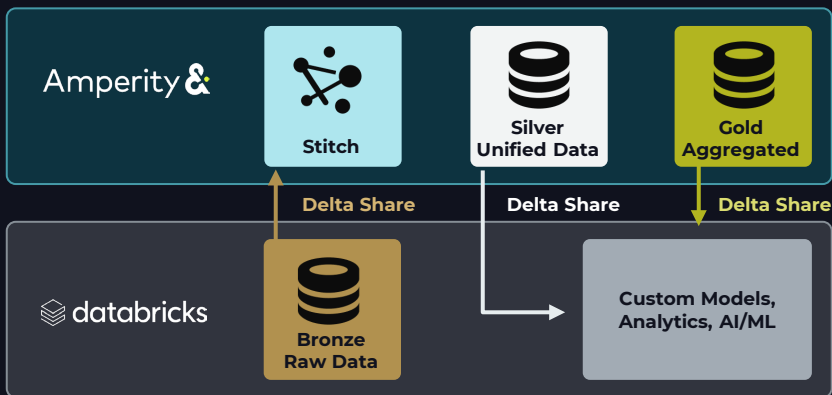 Amperity
Stitch
Silver
Unified Data
Gold
Aggregated
Delta Share
Delta Share
Delta Share
databricks
Bronze
Raw Data
Custom Models,
Analytics, AI/ML